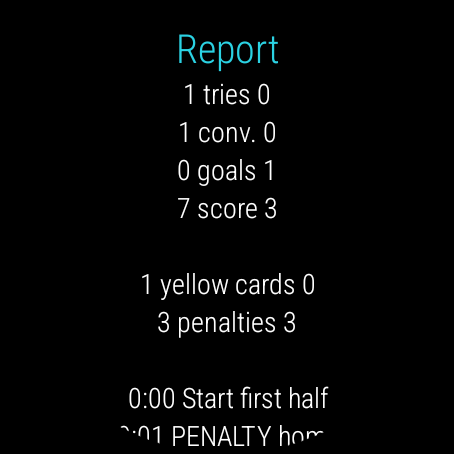 Report
1 tries 0
1 conv. 0
0 goals 1
7 score 3
1 yellow cards 0
3 penalties 3
0:00 Start first half
PENALTY